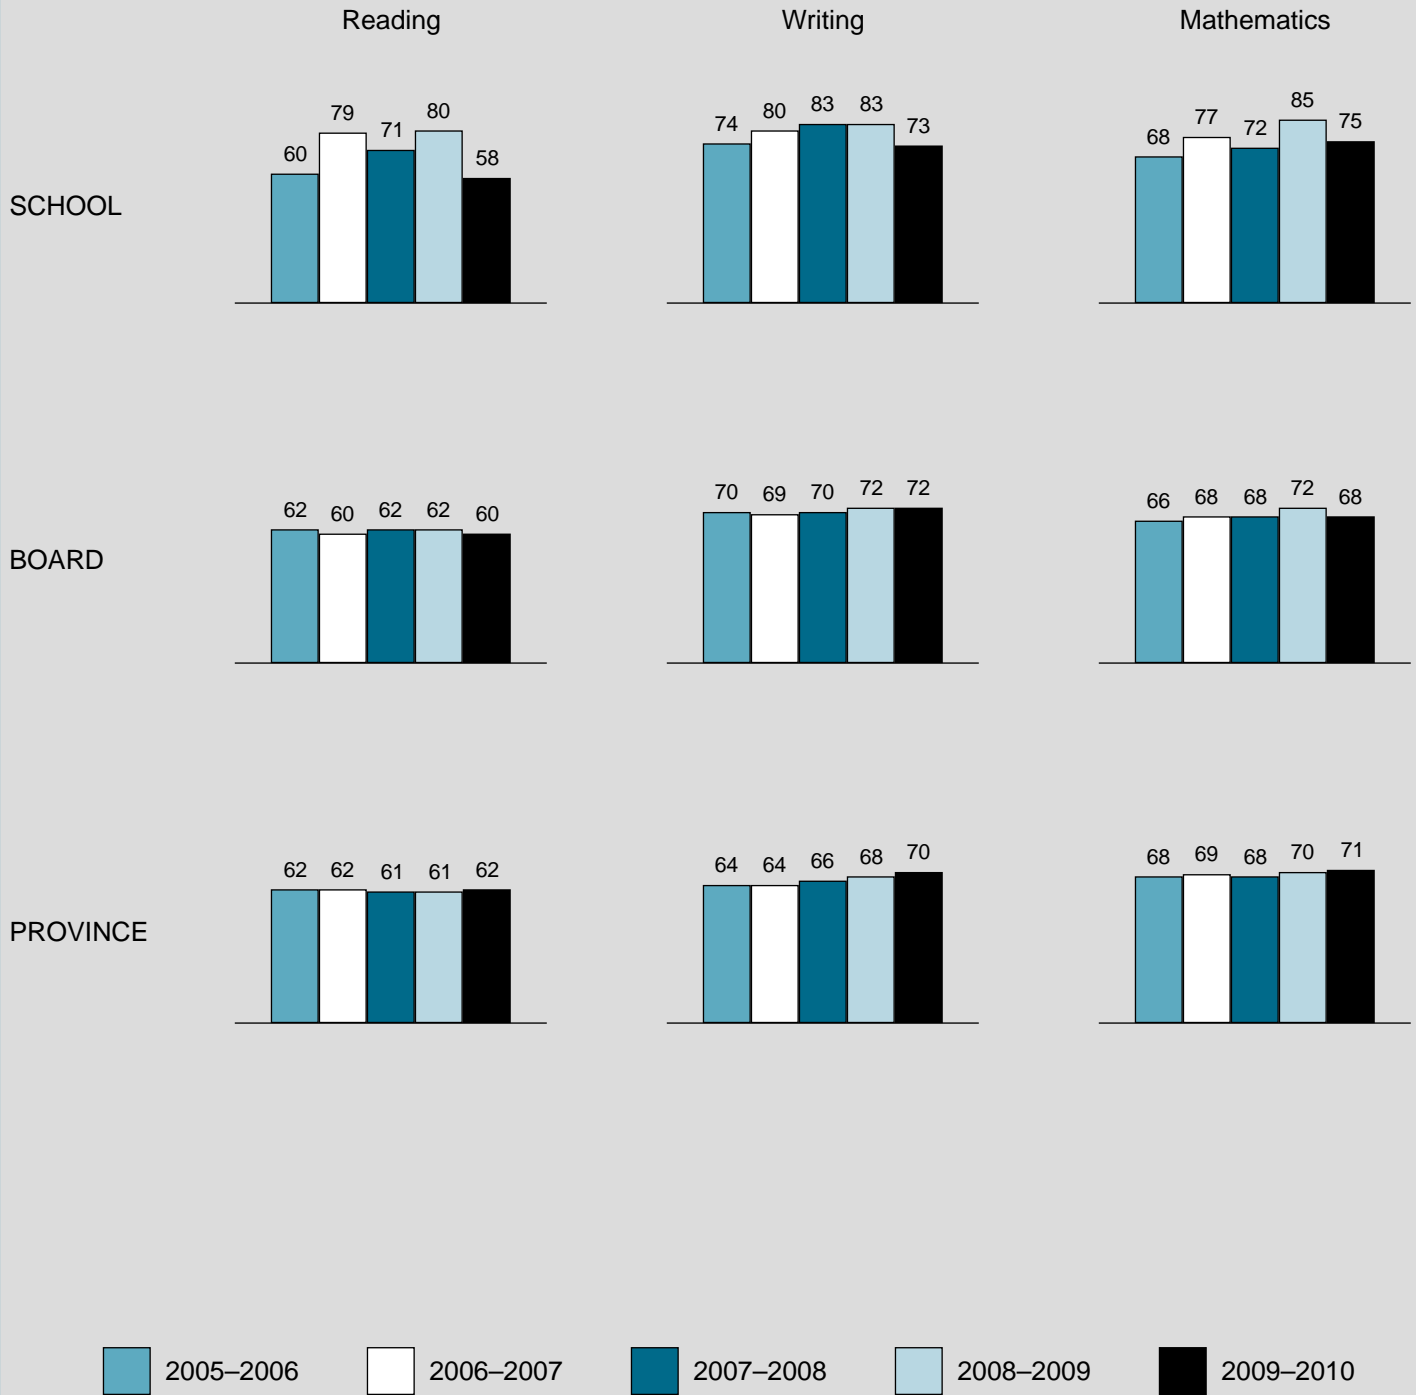 Reading Writing Mathematics
SCHOOL
60 79 71 80 58
74 80 83 83 73
68 77 72 85 75
BOARD
62 60 62 62 60
70 69 70 72 72
66 68 68 72 68
PROVINCE
62 62 61 61 62
64 64 66 68 70
68 69 68 70 71
2005–2006 2006–2007 2007–2008 2008–2009 2009–2010